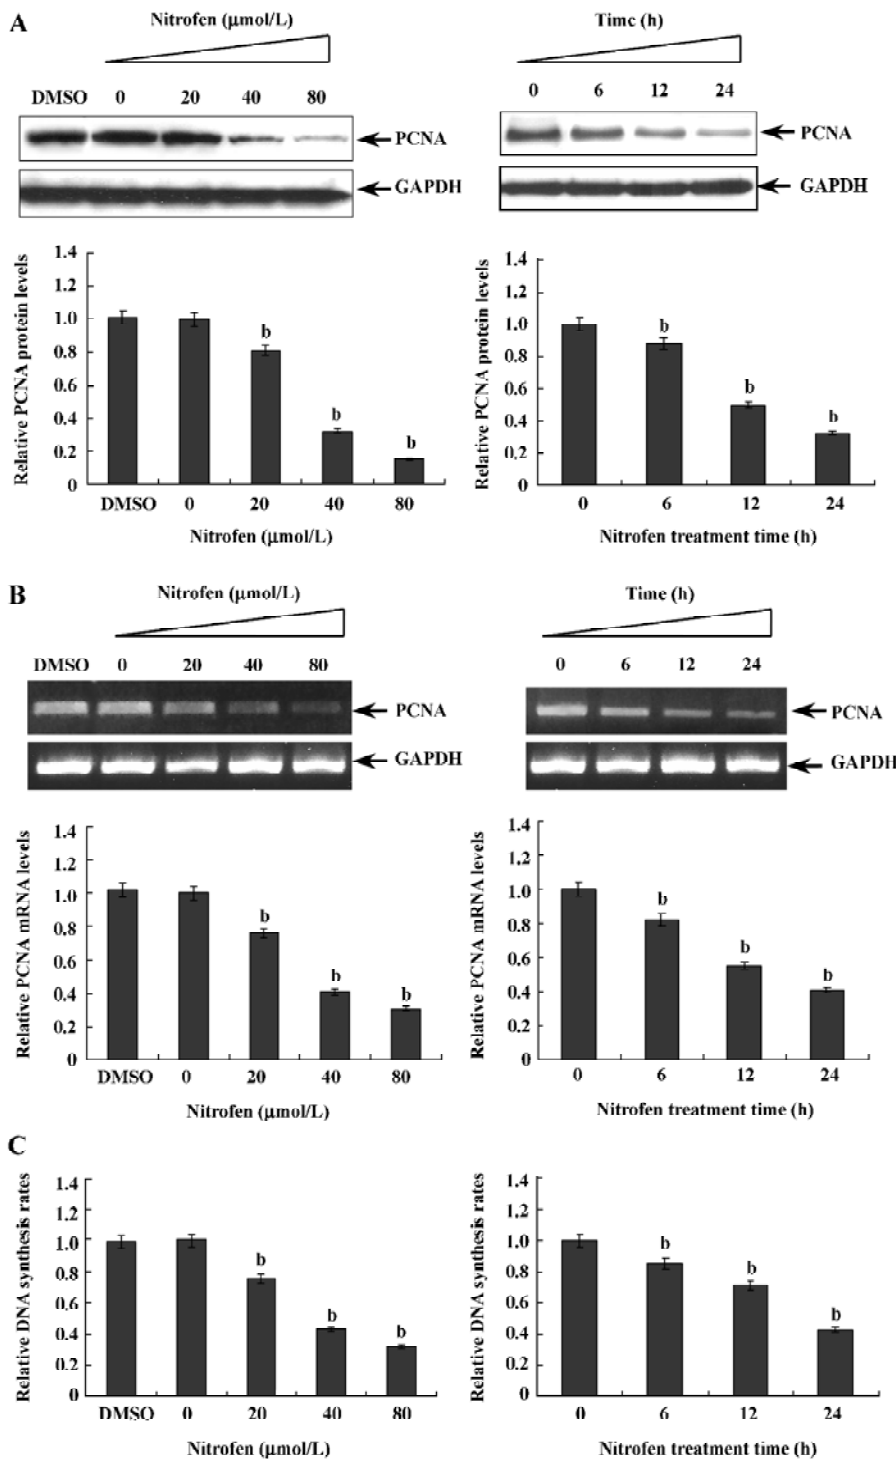 A
Nitrofen (μmol/L)
Time (h)
DMSO 0 20 40 80
0 6 12 24
PCNA
PCNA
GAPDH
GAPDH
Relative PCNA protein levels
1.4
1.2
1.0
0.8
0.6
0.4
0.2
0
b
b
b
DMSO 0 20 40 80
Nitrofen (μmol/L)
Relative PCNA protein levels
1.4
1.2
1.0
0.8
0.6
0.4
0.2
0
b
b
b
0 6 12 24
Nitrofen treatment time (h)
B
Nitrofen (μmol/L)
Time (h)
DMSO 0 20 40 80
0 6 12 24
PCNA
PCNA
GAPDH
GAPDH
Relative PCNA mRNA levels
1.4
1.2
1.0
0.8
0.6
0.4
0.2
0
b
b
b
DMSO 0 20 40 80
Nitrofen (μmol/L)
Relative PCNA mRNA levels
1.4
1.2
1.0
0.8
0.6
0.4
0.2
0
b
b
b
0 6 12 24
Nitrofen treatment time (h)
C
Relative DNA synthesis rates
1.4
1.2
1.0
0.8
0.6
0.4
0.2
0
b
b
b
DMSO 0 20 40 80
Nitrofen (μmol/L)
Relative DNA synthesis rates
1.4
1.2
1.0
0.8
0.6
0.4
0.2
0
b
b
b
0 6 12 24
Nitrofen treatment time (h)